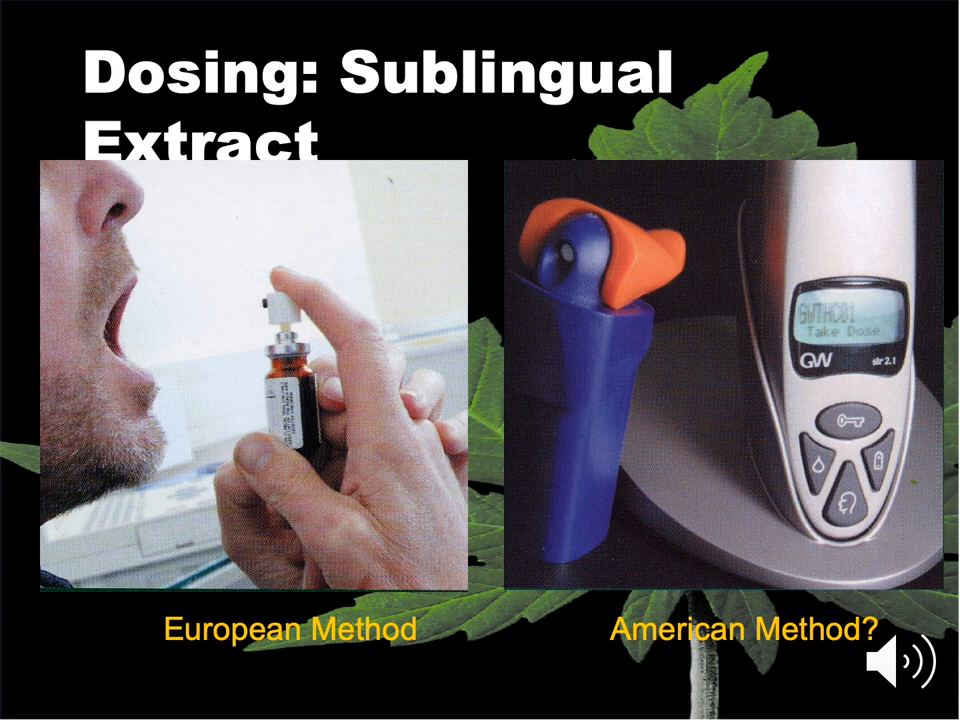 Dosing: Sublingual
Extract
GWTHC01
Take Dose
GW
slr 2.1
European Method
American Method?